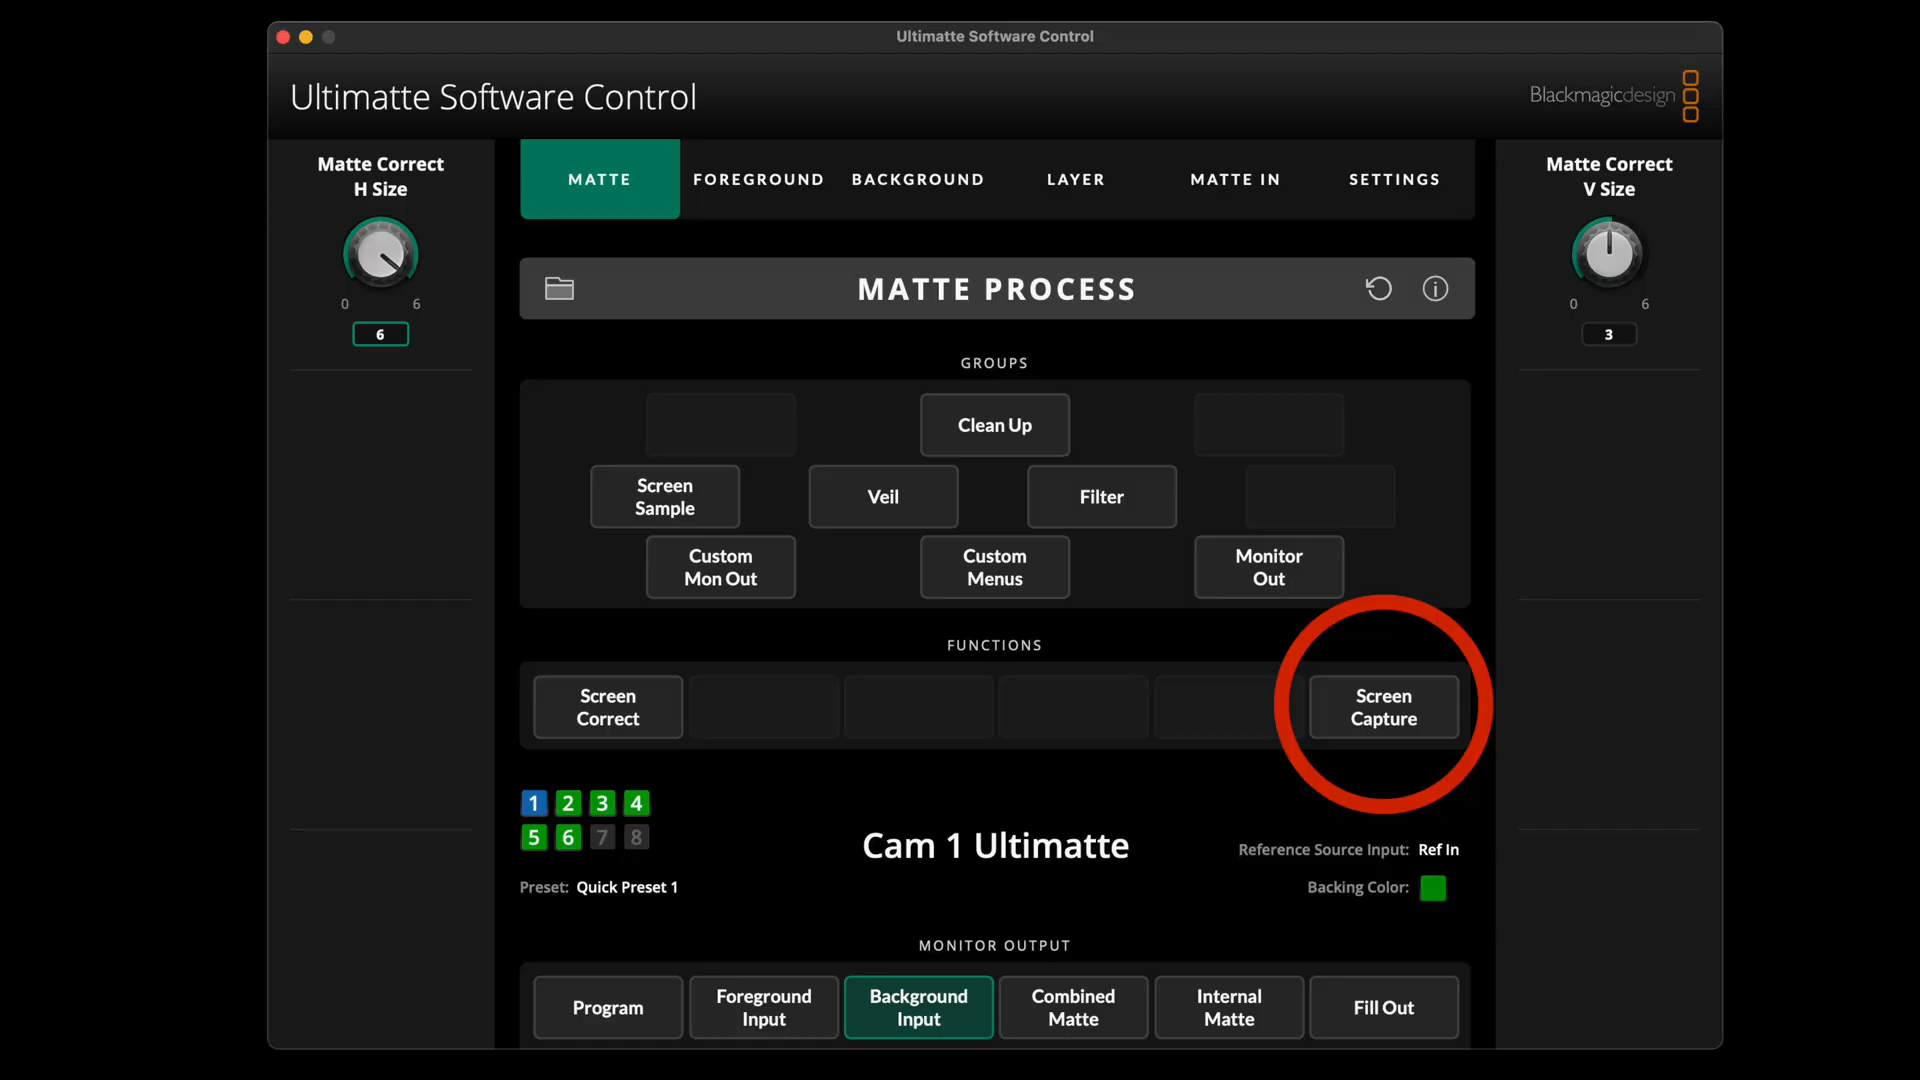 Ultimatte Software Control
Ultimatte Software Control
Blackmagicdesign
Matte Correct
H Size
0 6
6
MATTE FOREGROUND BACKGROUND LAYER MATTE IN SETTINGS
Matte Correct
V Size
0 6
3
MATTE PROCESS
GROUPS
Clean Up
Screen
Sample
Veil
Filter
Custom
Mon Out
Custom
Menus
Monitor
Out
FUNCTIONS
Screen
Correct
Screen
Capture
1 2 3 4
5 6 7 8
Cam 1 Ultimatte
Reference Source Input: Ref In
Preset: Quick Preset 1
Backing Color:
MONITOR OUTPUT
Program
Foreground
Input
Background
Input
Combined
Matte
Internal
Matte
Fill Out